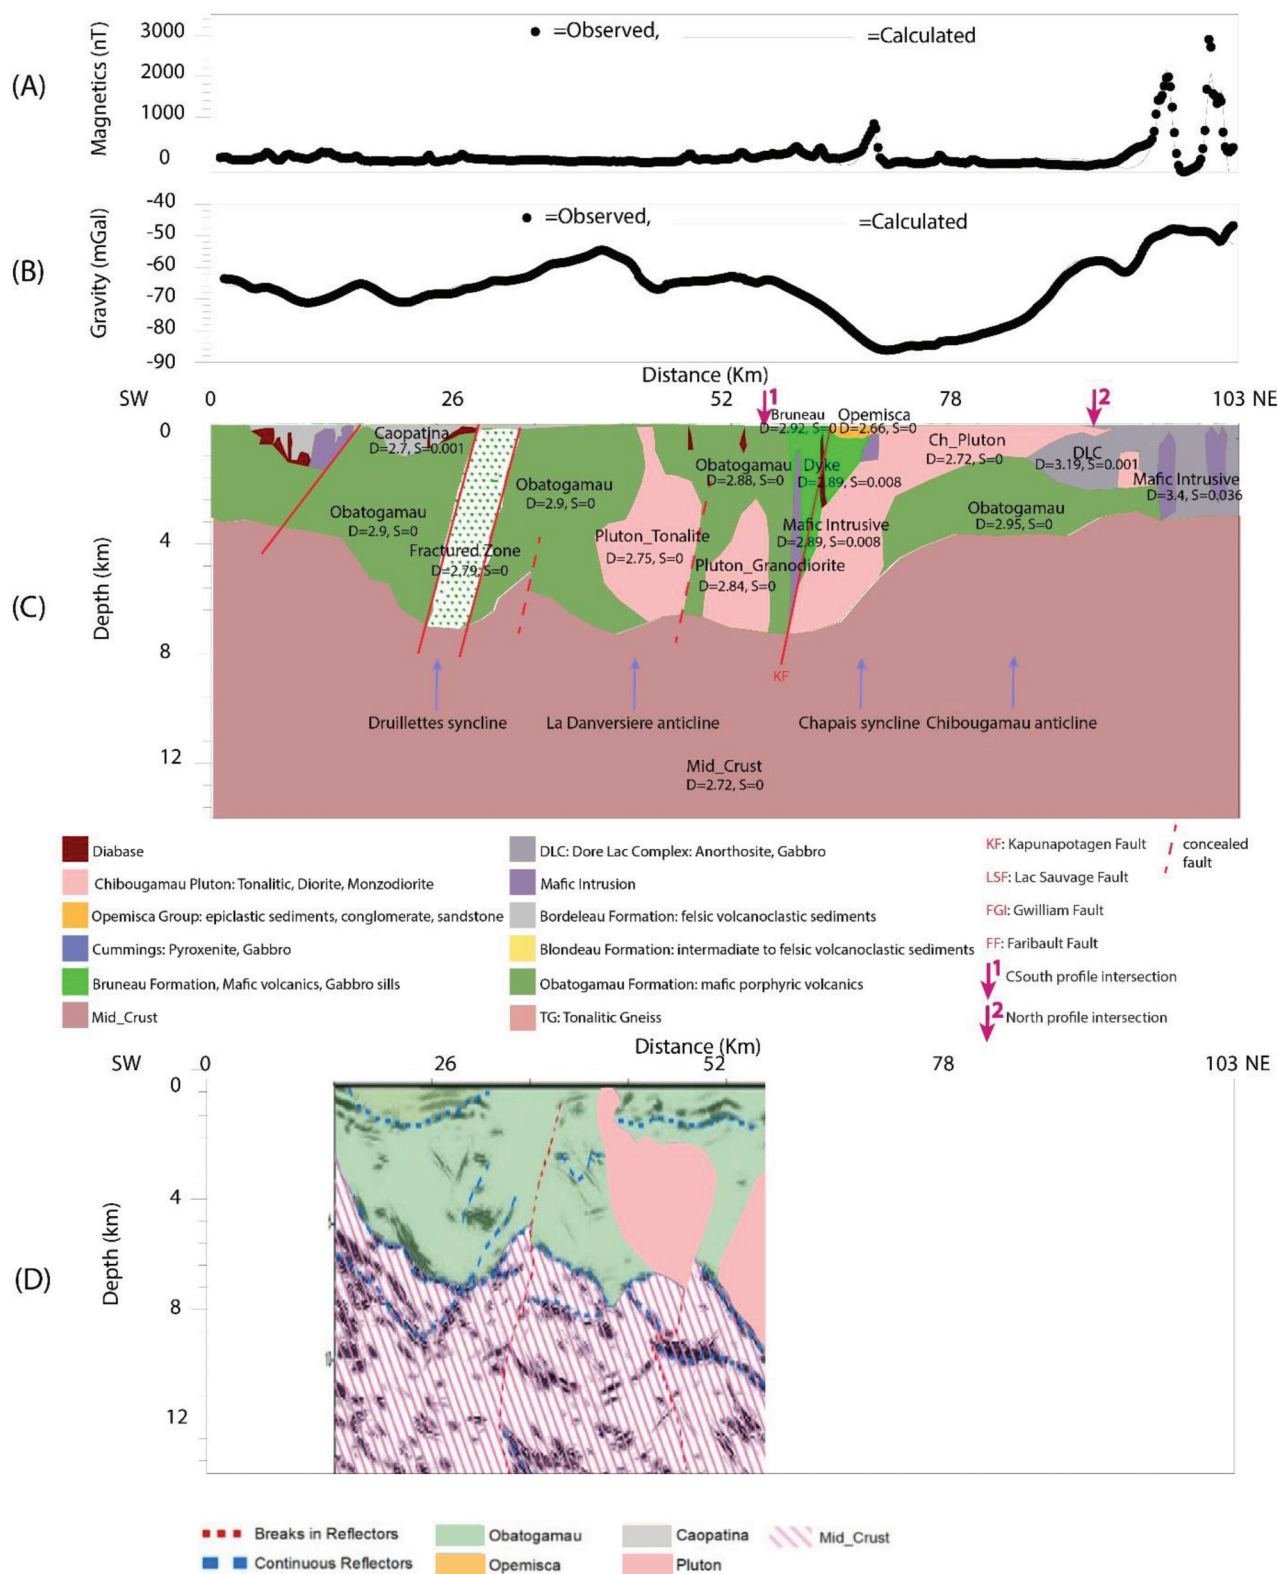 (A)
Magnetics (nT)
3000
2000
1000
0
=Observed, =Calculated
(B)
Gravity (mGal)
-40
-50
-60
-70
-80
-90
=Observed, =Calculated
Distance (Km)
SW 0 26 52 1 78 2 103 NE
(C)
Depth (km)
0
4
8
12
Caopatina
D=2.7, S=0.001
Obatogamau
D=2.9, S=0
Fractured Zone
D=2.79, S=0
Obatogamau
D=2.9, S=0
Pluton_Tonalite
D=2.75, S=0
Obatogamau
D=2.88, S=0
Pluton_Granodiorite
D=2.84, S=0
Bruneau
D=2.92, S=0
Opemisca
D=2.66, S=0
Dyke
D=2.89, S=0.008
Mafic Intrusive
D=2.89, S=0.008
Ch_Pluton
D=2.72, S=0
DLC
D=3.19, S=0.001
Obatogamau
D=2.95, S=0
Mafic Intrusive
D=3.4, S=0.036
KF
Druillettes syncline
La Danversiere anticline
Chapais syncline
Chibougamau anticline
Mid_Crust
D=2.72, S=0
Diabase
Chibougamau Pluton: Tonalitic, Diorite, Monzodiorite
Opemisca Group: epiclastic sediments, conglomerate, sandstone
Cummings: Pyroxenite, Gabbro
Bruneau Formation, Mafic volcanics, Gabbro sills
Mid_Crust
DLC: Dore Lac Complex: Anorthosite, Gabbro
Mafic Intrusion
Bordeleau Formation: felsic volcanoclastic sediments
Blondeau Formation: intermadiate to felsic volcanoclastic sediments
Obatogamau Formation: mafic porphyric volcanics
TG: Tonalitic Gneiss
KF: Kapunapotagen Fault
LSF: Lac Sauvage Fault
FGI: Gwilliam Fault
FF: Faribault Fault
1 CSouth profile intersection
2 North profile intersection
concealed
fault
Distance (Km)
SW 0 26 52 78 103 NE
(D)
Depth (km)
0
4
8
12
Breaks in Reflectors
Continuous Reflectors
Obatogamau
Opemisca
Caopatina
Pluton
Mid_Crust